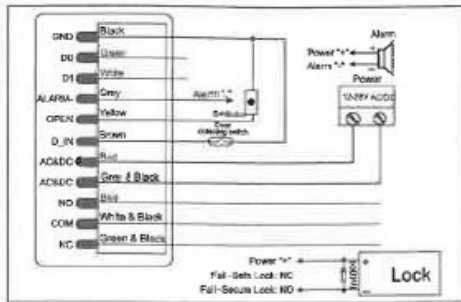 GND Black
D0 Green
D1 White
ALARM- Grey
OPEN Yellow
D_IN Brown
AC&DC Red
AC&DC Grey & Black
NO Blue
COM White & Black
NC Green & Black
Alarm "-"
Door
detecting switch
Alarm
Power "+"
Alarm "-"
Power
12-28V AC/DC
Power "+"
Fail-Safe Lock: NC
Fail-Secure Lock: NO
+
-
Lock